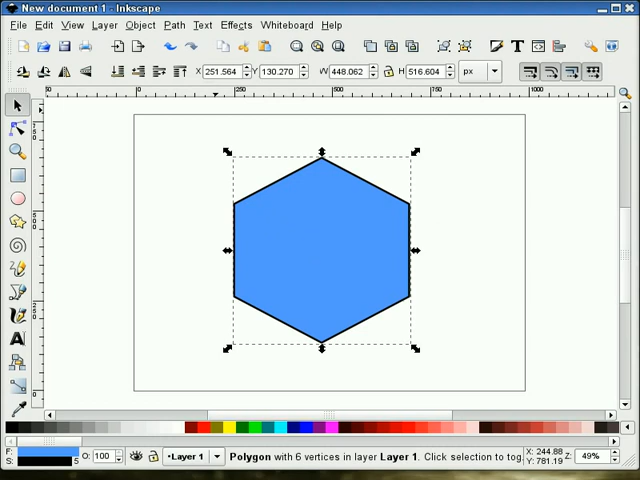 New document 1 - Inkscape
File Edit View Layer Object Path Text Effects Whiteboard Help
X 251.564 Y 130.270 W 448.062 H 516.604 px
250 500 750 1000
F: O: 100 •Layer 1 Polygon with 6 vertices in layer Layer 1. Click selection to tog X: 244.88 Z: 49%
S: 5 Y: 781.19